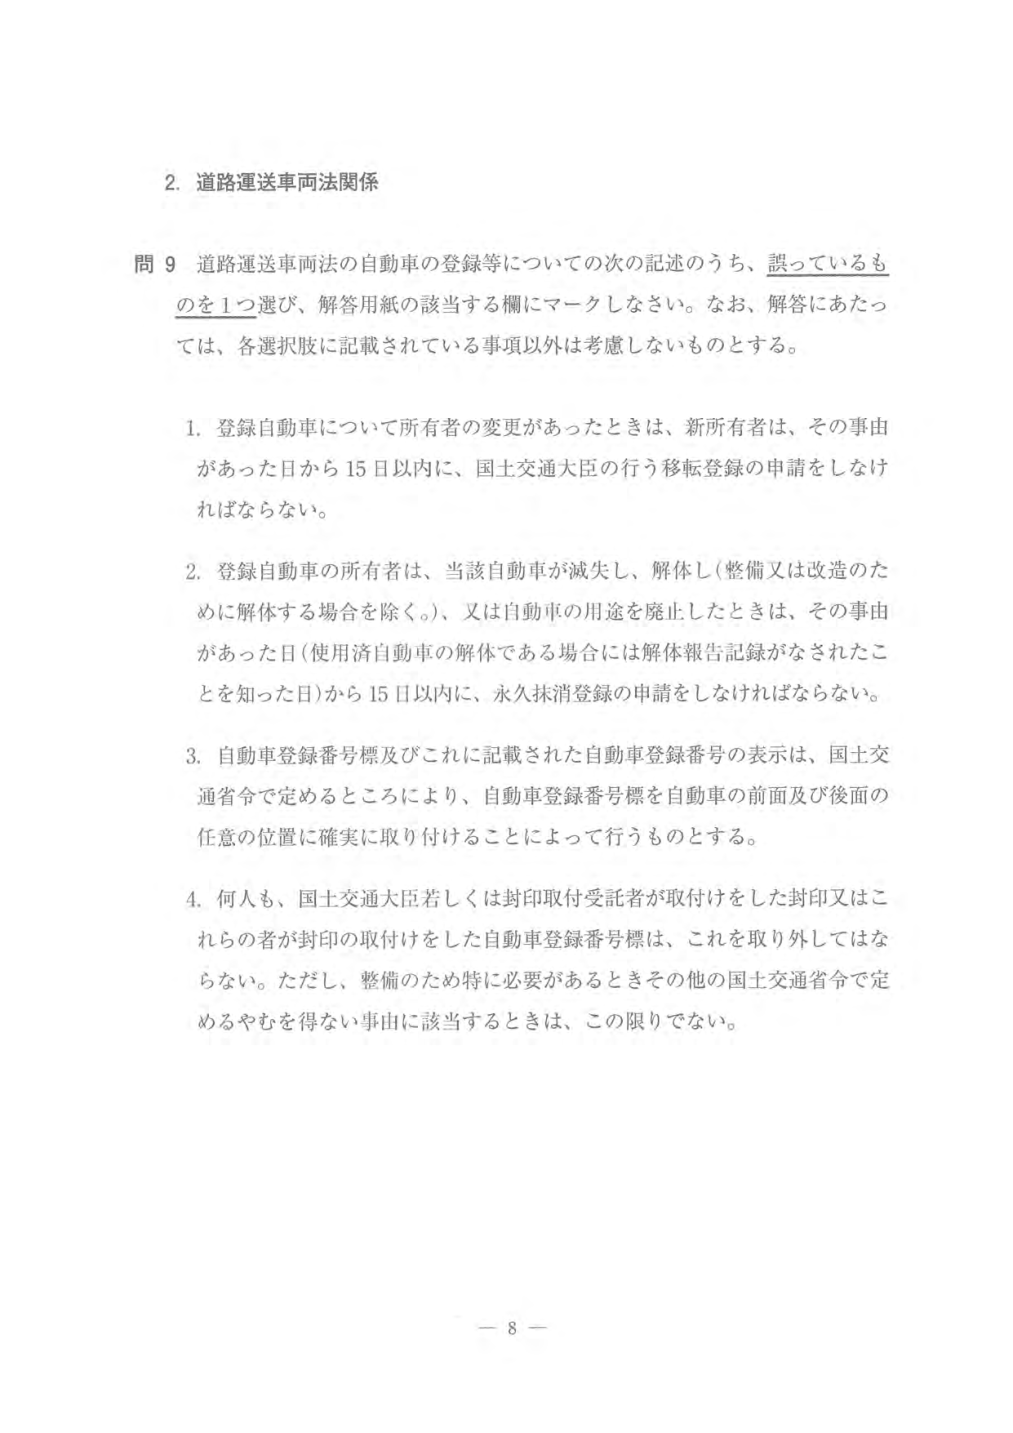 2. 道路運送車両法関係
問 9 道路運送車両法の自動車の登録等についての次の記述のうち、誤っているも
のを1つ選び、解答用紙の該当する欄にマークしなさい。なお、解答にあたっ
ては、各選択肢に記載されている事項以外は考慮しないものとする。
1. 登録自動車について所有者の変更があったときは、新所有者は、その事由
があった日から 15 日以内に、国土交通大臣の行う移転登録の申請をしなけ
ればならない。
2. 登録自動車の所有者は、当該自動車が滅失し、解体し(整備又は改造のた
めに解体する場合を除く。)、又は自動車の用途を廃止したときは、その事由
があった日(使用済自動車の解体である場合には解体報告記録がなされたこ
とを知った日)から 15 日以内に、永久抹消登録の申請をしなければならない。
3. 自動車登録番号標及びこれに記載された自動車登録番号の表示は、国土交
通省令で定めるところにより、自動車登録番号標を自動車の前面及び後面の
任意の位置に確実に取り付けることによって行うものとする。
4. 何人も、国土交通大臣若しくは封印取付受託者が取付けをした封印又はこ
れらの者が封印の取付けをした自動車登録番号標は、これを取り外してはな
らない。ただし、整備のため特に必要があるときその他の国土交通省令で定
めるやむを得ない事由に該当するときは、この限りでない。
— 8 —